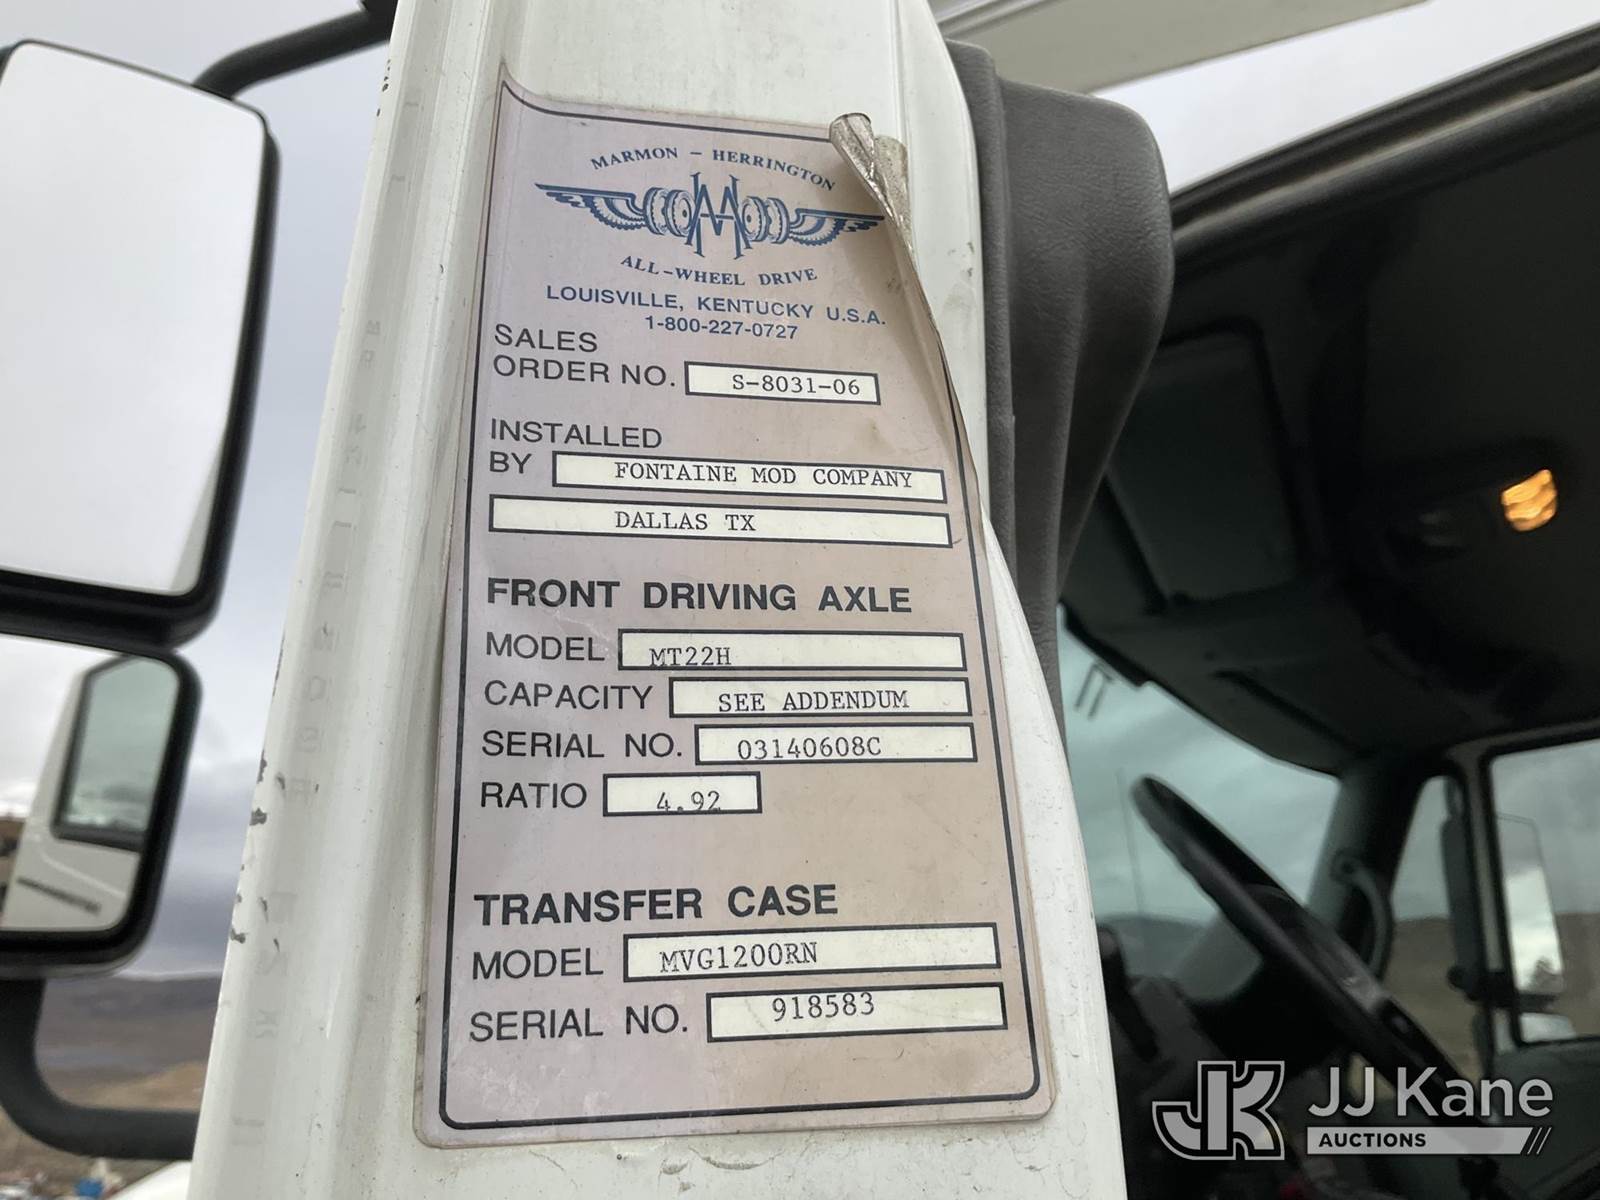 MARMON - HERRINGTON
ALL-WHEEL DRIVE
LOUISVILLE, KENTUCKY U.S.A.
1-800-227-0727
SALES
ORDER NO. S-8031-06
INSTALLED
BY FONTAINE MOD COMPANY
DALLAS TX
FRONT DRIVING AXLE
MODEL MT22H
CAPACITY SEE ADDENDUM
SERIAL NO. 03140608C
RATIO 4.92
TRANSFER CASE
MODEL MVG1200RN
SERIAL NO. 918583
JK JJ Kane
AUCTIONS